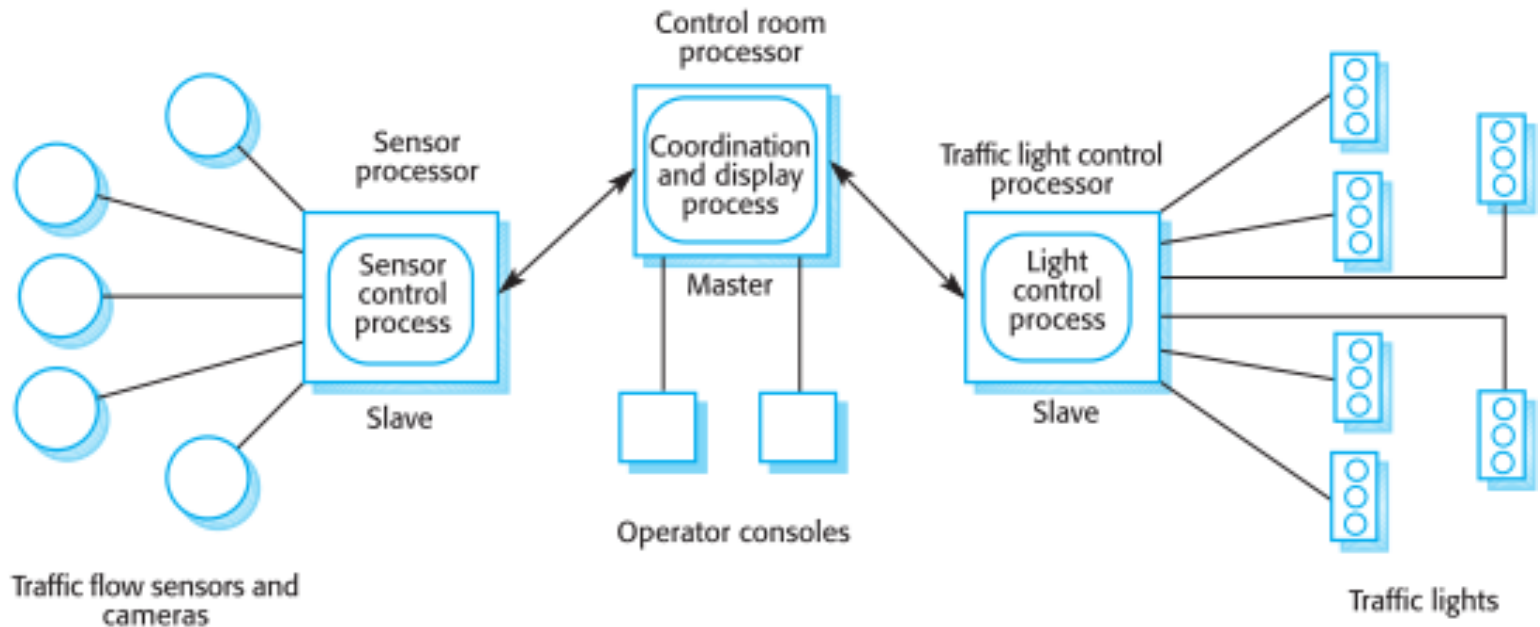 Control room
processor
Sensor
processor
Coordination
and display
process
Traffic light control
processor
Sensor
control
process
Master
Light
control
process
Slave
Slave
Operator consoles
Traffic flow sensors and
cameras
Traffic lights